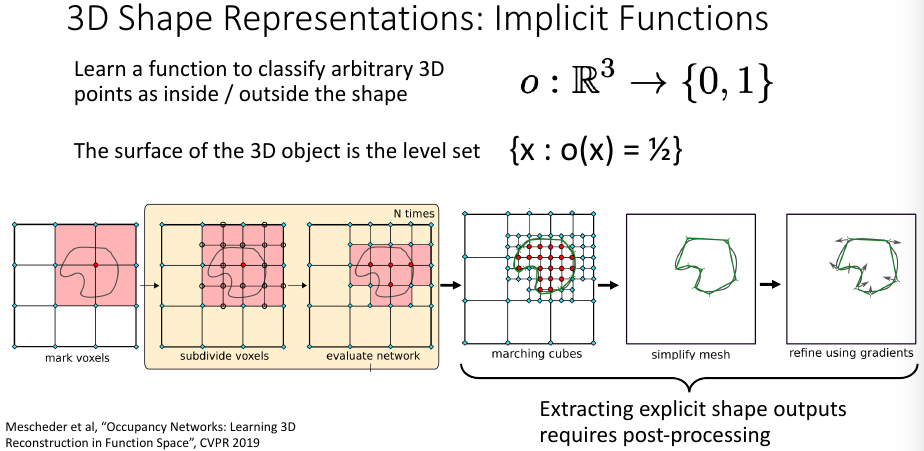 3D Shape Representations: Implicit Functions
Learn a function to classify arbitrary 3D
points as inside / outside the shape
o : ℝ³ → {0, 1}
The surface of the 3D object is the level set
{x : o(x) = ½}
N times
mark voxels
subdivide voxels
evaluate network
marching cubes
simplify mesh
refine using gradients
Extracting explicit shape outputs
requires post-processing
Mescheder et al, “Occupancy Networks: Learning 3D
Reconstruction in Function Space”, CVPR 2019